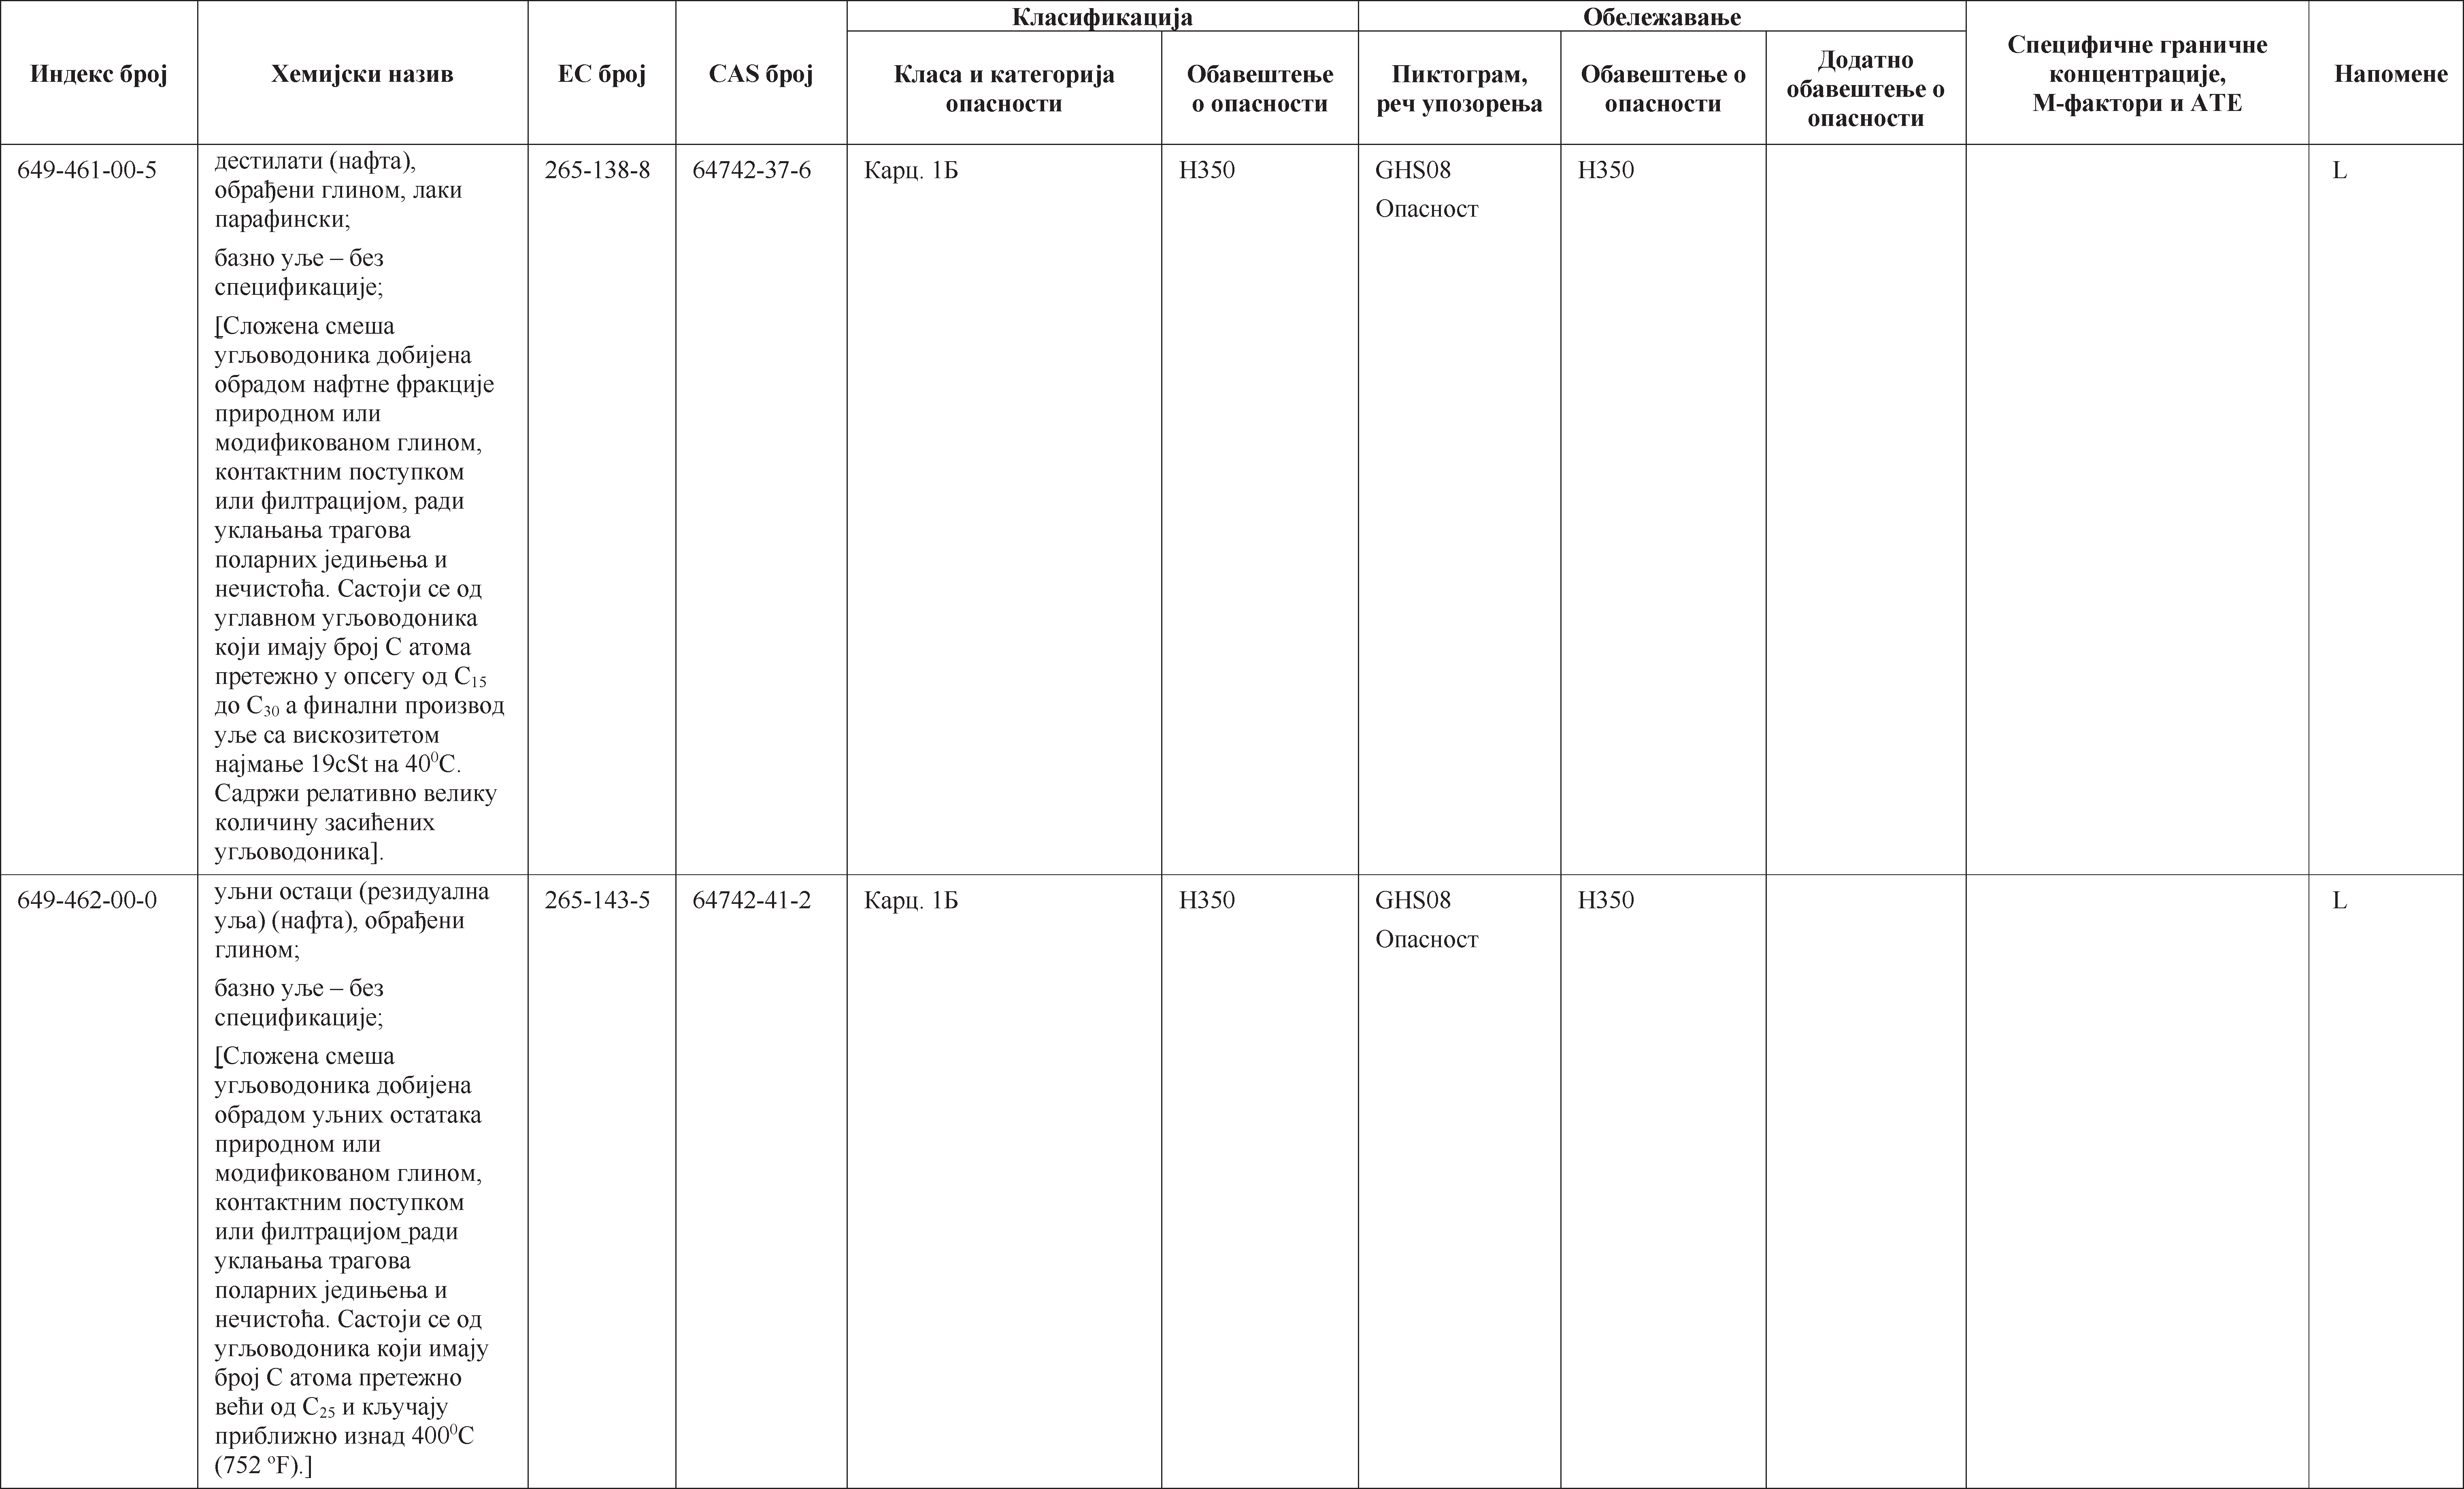 Индекс број
Хемијски назив
ЕС број
CAS број
Класификација
Класа и категорија
опасности
Обавештење
о опасности
Обележавање
Пиктограм,
реч упозорења
Обавештење о
опасности
Додатно
обавештење о
опасности
Специфичне граничне
концентрације,
М-фактори и АТЕ
Напомене
649-461-00-5
дестилати (нафта),
обрађени глином, лаки
парафински;
базно уље – без
спецификације;
[Сложена смеша
угљоводоника добијена
обрадом нафтне фракције
природном или
модификованом глином,
контактним поступком
или филтрацијом, ради
уклањања трагова
поларних једињења и
нечистоћа. Састоји се од
углавном угљоводоника
који имају број С атома
претежно у опсегу од C₁₅
до C₃₀ а финални производ
уље са вискозитетом
најмање 19cSt на 40⁰C.
Садржи релативно велику
количину засићених
угљоводоника].
265-138-8
64742-37-6
Карц. 1Б
H350
GHS08
Опасност
H350
L
649-462-00-0
уљни остаци (резидуална
уља) (нафта), обрађени
глином;
базно уље – без
спецификације;
[Сложена смеша
угљоводоника добијена
обрадом уљних остатака
природном или
модификованом глином,
контактним поступком
или филтрацијом ради
уклањања трагова
поларних једињења и
нечистоћа. Састоји се од
угљоводоника који имају
број С атома претежно
већи од C₂₅ и кључају
приближно изнад 400⁰C
(752 ºF).]
265-143-5
64742-41-2
Карц. 1Б
H350
GHS08
Опасност
H350
L